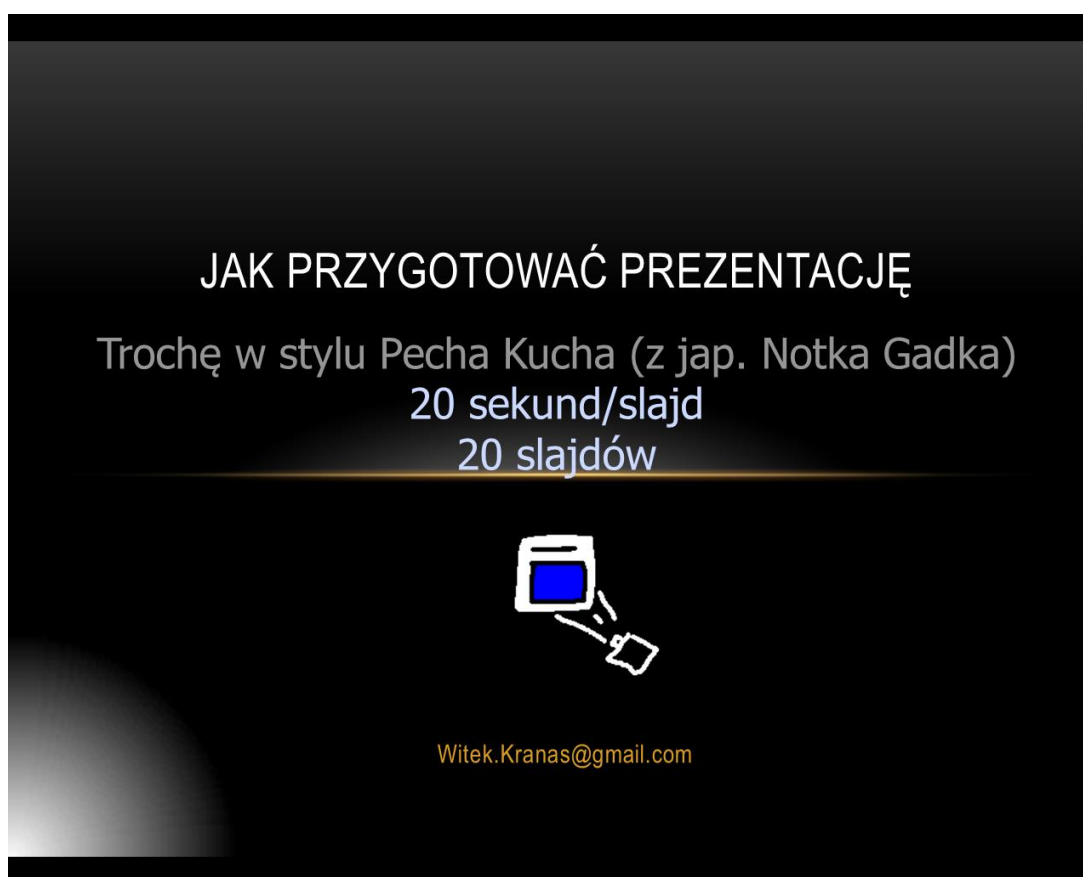 JAK PRZYGOTOWAĆ PREZENTACJĘ
Trochę w stylu Pecha Kucha (z jap. Notka Gadka)
20 sekund/slajd
20 slajdów
Witek.Kranas@gmail.com